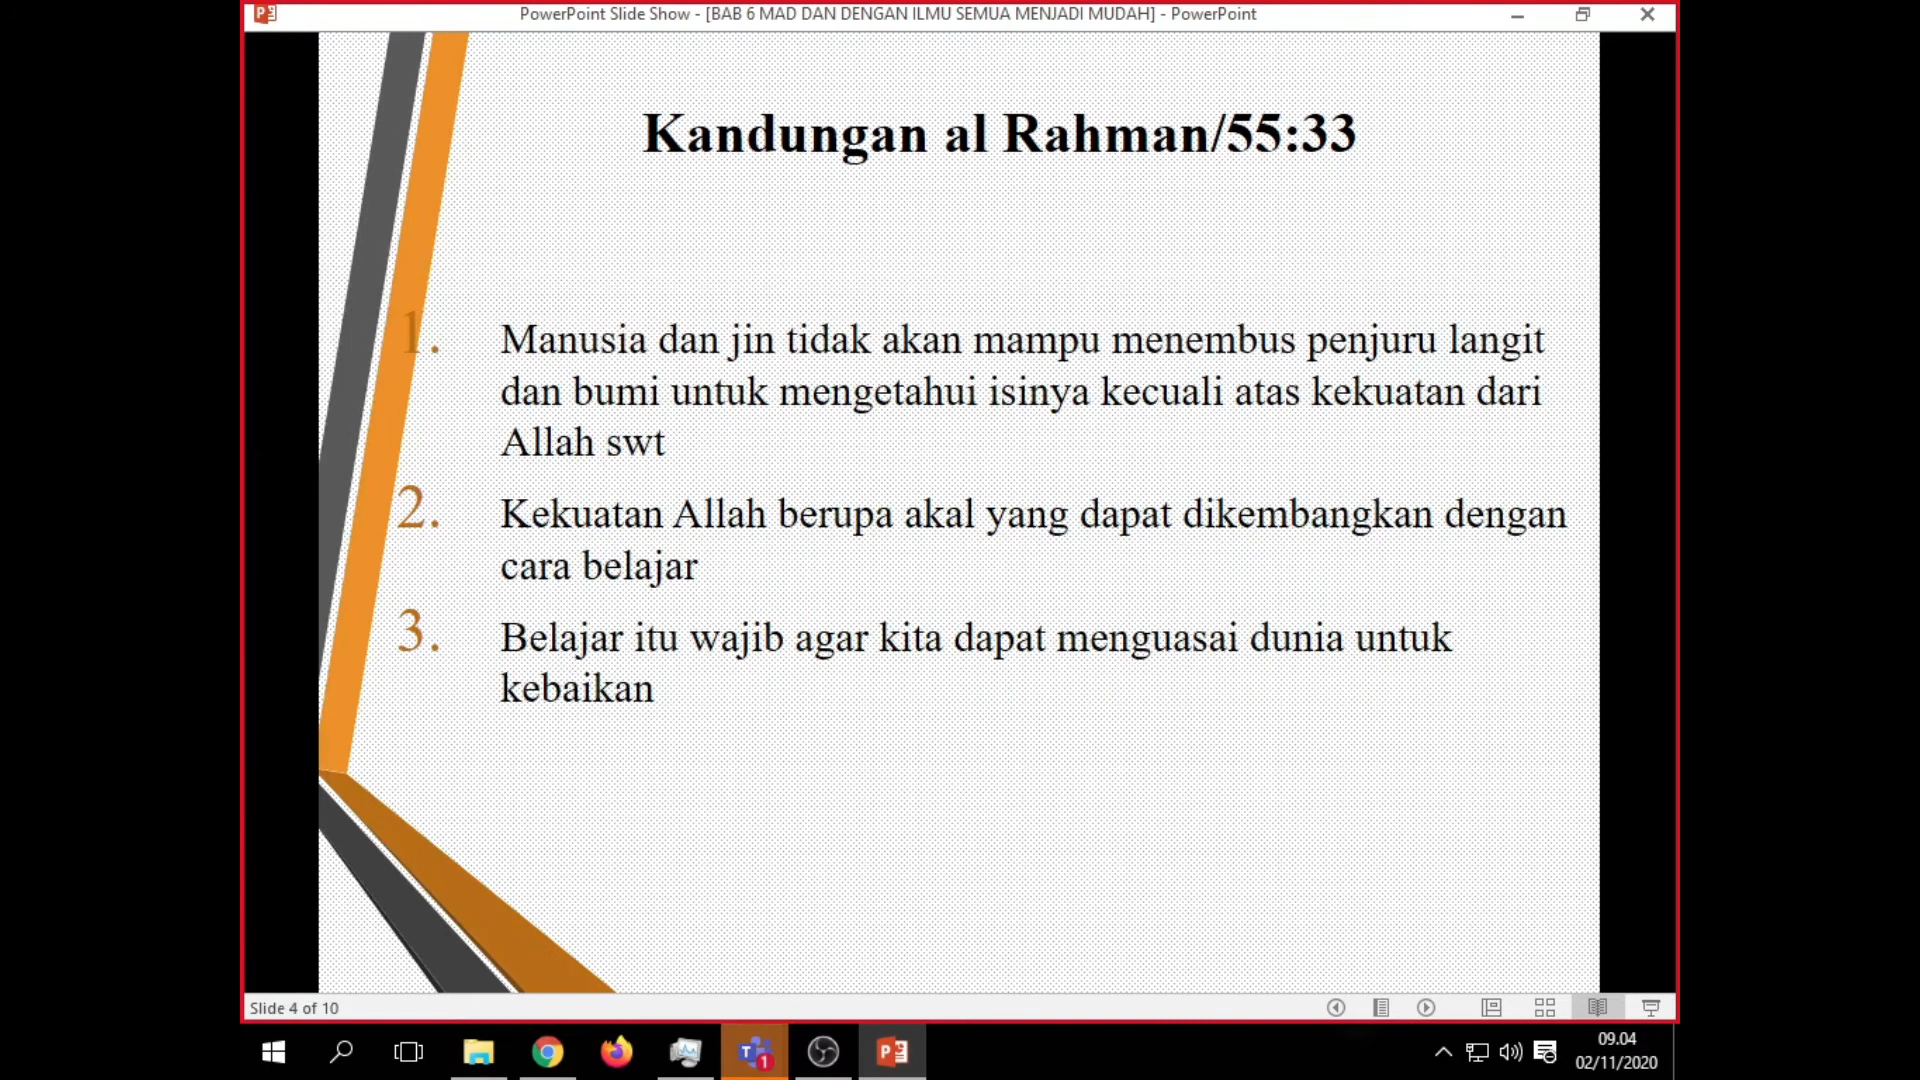 PowerPoint Slide Show - [BAB 6 MAD DAN DENGAN ILMU SEMUA MENJADI MUDAH] - PowerPoint
Kandungan al Rahman/55:33
1. Manusia dan jin tidak akan mampu menembus penjuru langit
dan bumi untuk mengetahui isinya kecuali atas kekuatan dari
Allah swt
2. Kekuatan Allah berupa akal yang dapat dikembangkan dengan
cara belajar
3. Belajar itu wajib agar kita dapat menguasai dunia untuk
kebaikan
Slide 4 of 10
09.04
02/11/2020